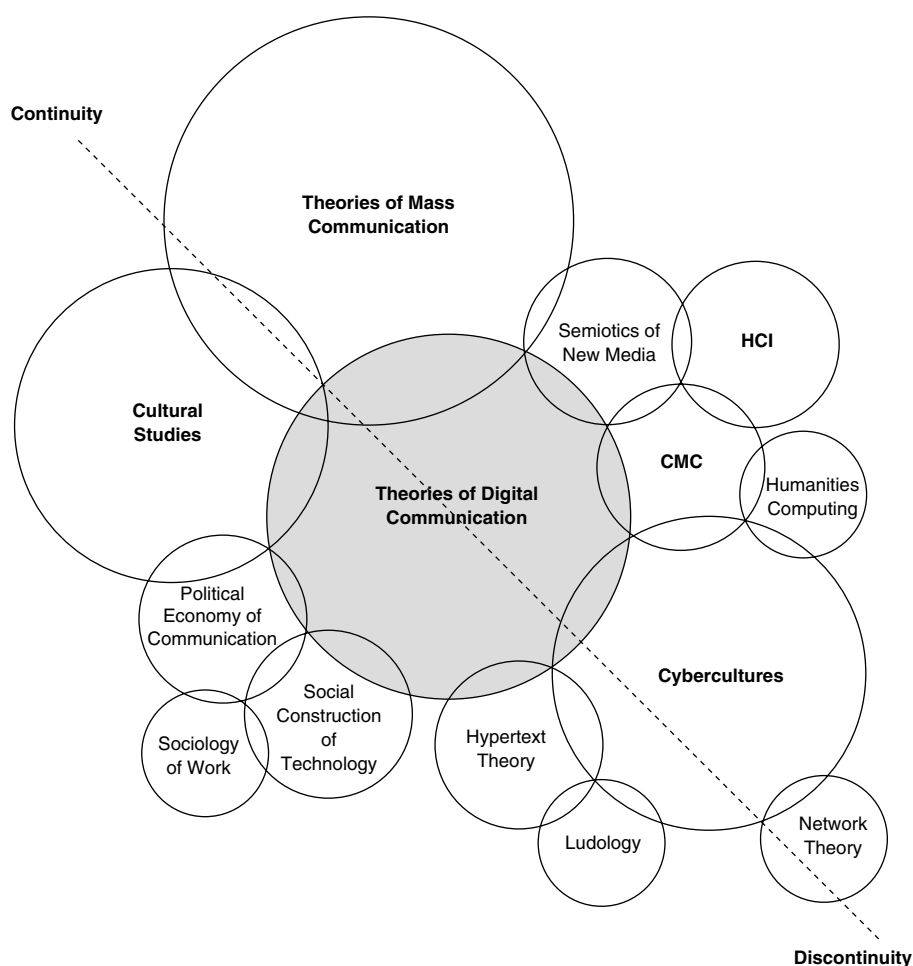 Continuity
Theories of Mass
Communication
Semiotics of
New Media
HCI
Cultural
Studies
CMC
Humanities
Computing
Theories of Digital
Communication
Political
Economy of
Communication
Cybercultures
Social
Construction
of
Technology
Sociology
of Work
Hypertext
Theory
Ludology
Network
Theory
Discontinuity